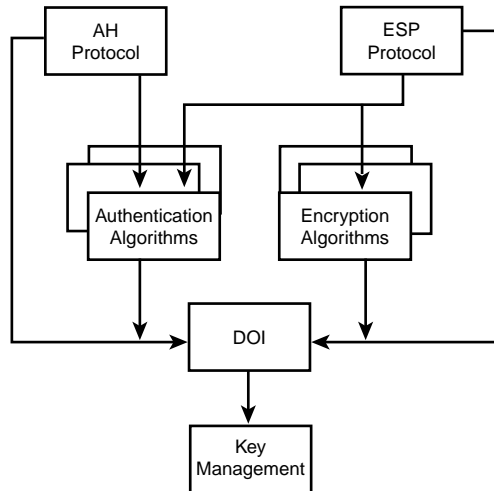 AH
Protocol
ESP
Protocol
Authentication
Algorithms
Encryption
Algorithms
DOI
Key
Management